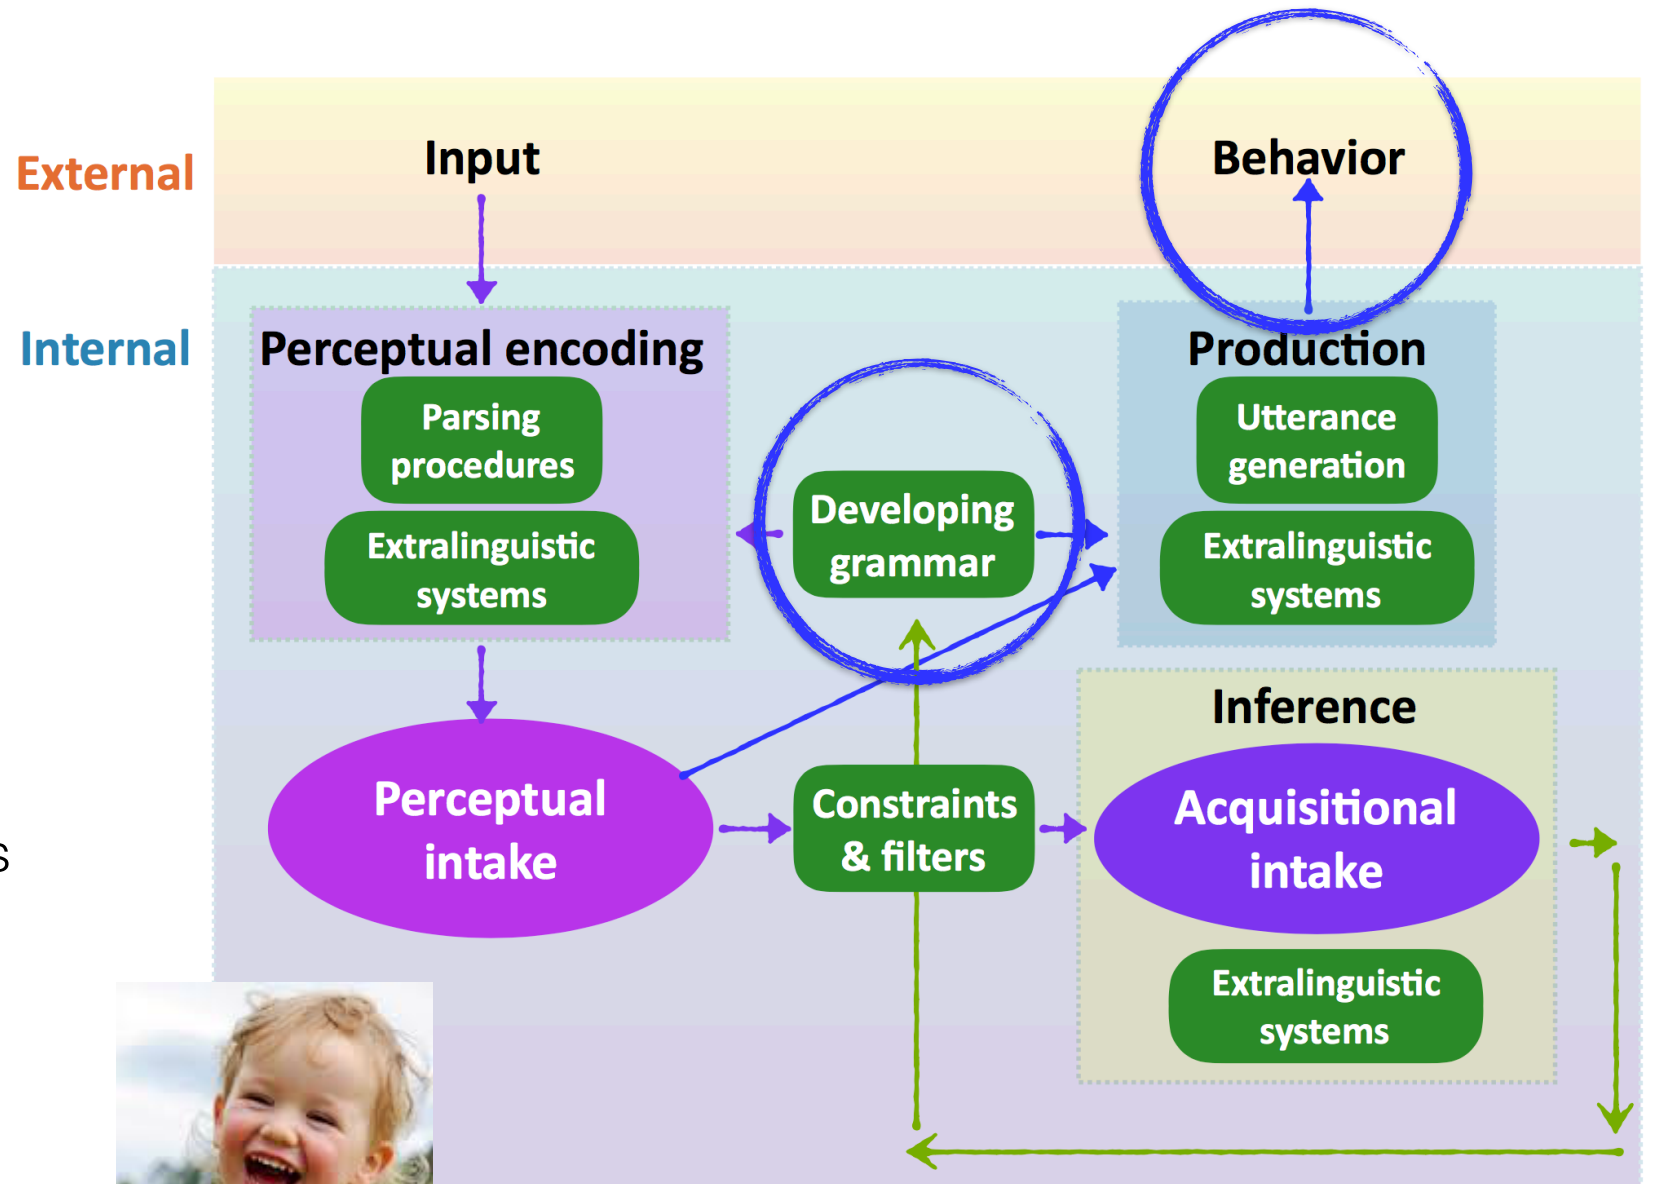 External
Input
Behavior
Internal
Perceptual encoding
Parsing
procedures
Extralinguistic
systems
Developing
grammar
Production
Utterance
generation
Extralinguistic
systems
Perceptual
intake
Constraints
& filters
Inference
Acquisitional
intake
Extralinguistic
systems
s